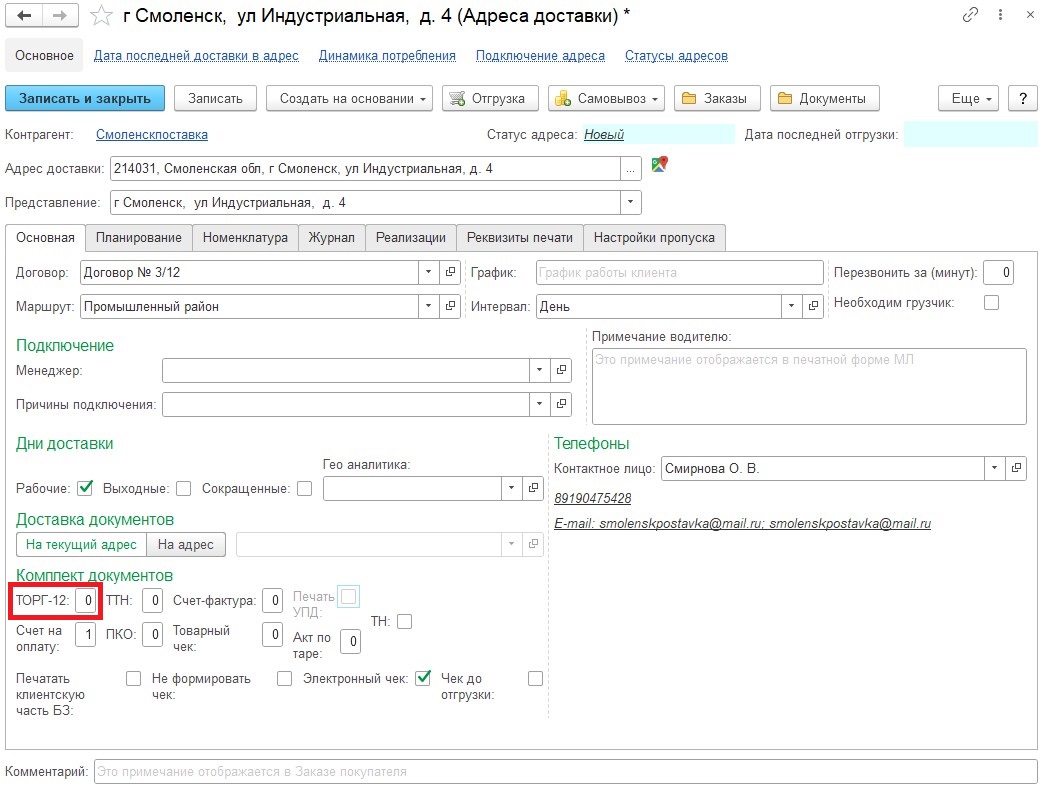 г Смоленск,  ул Индустриальная,  д. 4 (Адреса доставки) *
Основное Дата последней доставки в адрес Динамика потребления Подключение адреса Статусы адресов
Записать и закрыть Записать Создать на основании Отгрузка Самовывоз Заказы Документы Еще ?
Контрагент: Смоленскпоставка Статус адреса: Новый Дата последней отгрузки:
Адрес доставки: 214031, Смоленская обл, г Смоленск, ул Индустриальная, д. 4 ...
Представление: г Смоленск,  ул Индустриальная,  д. 4
Основная Планирование Номенклатура Журнал Реализации Реквизиты печати Настройки пропуска
Договор: Договор № 3/12 График: График работы клиента Перезвонить за (минут): 0
Маршрут: Промышленный район Интервал: День Необходим грузчик:
Подключение
Примечание водителю:
Это примечание отображается в печатной форме МЛ
Менеджер:
Причины подключения:
Дни доставки
Гео аналитика:
Рабочие: Выходные: Сокращенные:
Телефоны
Контактное лицо: Смирнова О. В.
89190475428
E-mail: smolenskpostavka@mail.ru; smolenskpostavka@mail.ru
Доставка документов
На текущий адрес На адрес
Комплект документов
ТОРГ-12: 0 ТТН: 0 Счет-фактура: 0 Печать
УПД:
ТН:
Счет на
оплату: 1 ПКО: 0 Товарный
чек: 0 Акт по
таре: 0
Печатать
клиентскую
часть БЗ:
Не формировать
чек:
Электронный чек:
Чек до
отгрузки:
Комментарий: Это примечание отображается в Заказе покупателя